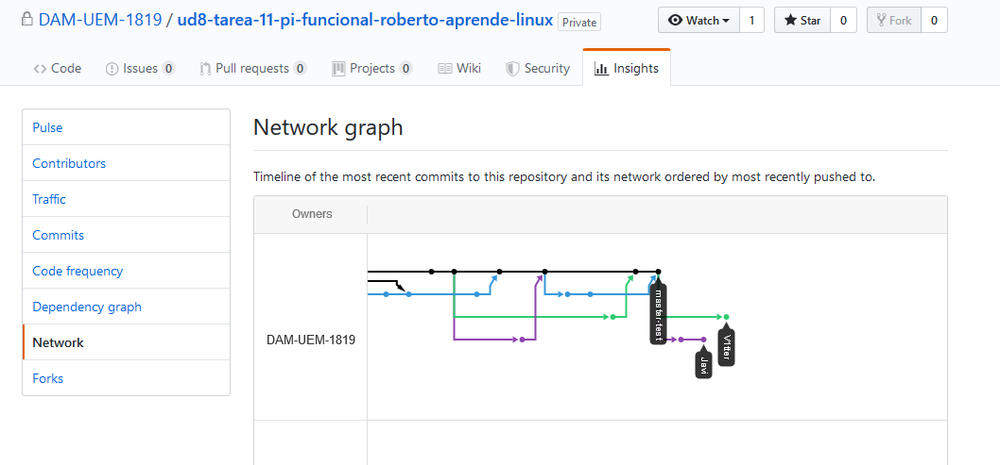 DAM-UEM-1819 / ud8-tarea-11-pi-funcional-roberto-aprende-linux Private Watch 1 Star 0 Fork 0
Code Issues 0 Pull requests 0 Projects 0 Wiki Security Insights
Pulse
Contributors
Traffic
Commits
Code frequency
Dependency graph
Network
Forks
Network graph
Timeline of the most recent commits to this repository and its network ordered by most recently pushed to.
Owners
DAM-UEM-1819
master-test
Javi
V1tter